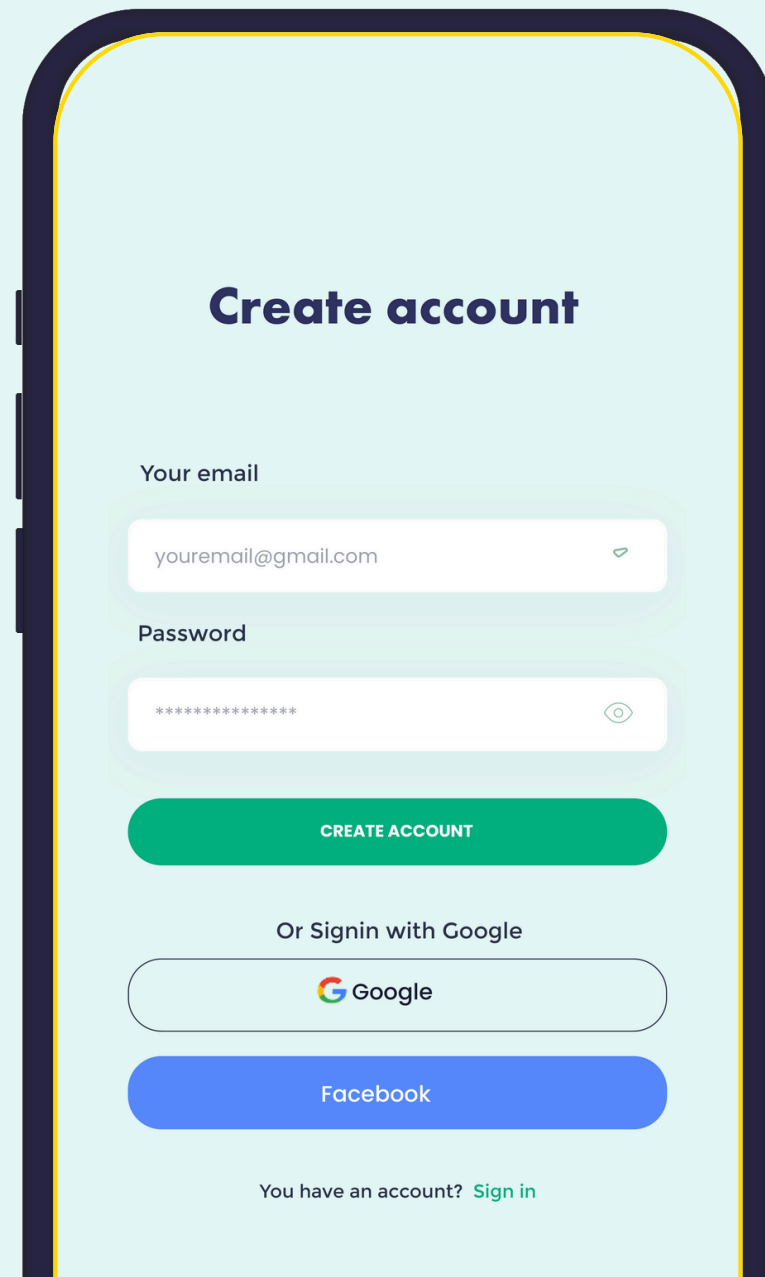 Create account
Your email
youremail@gmail.com
Password
***************
CREATE ACCOUNT
Or Signin with Google
Google
Facebook
You have an account? Sign in